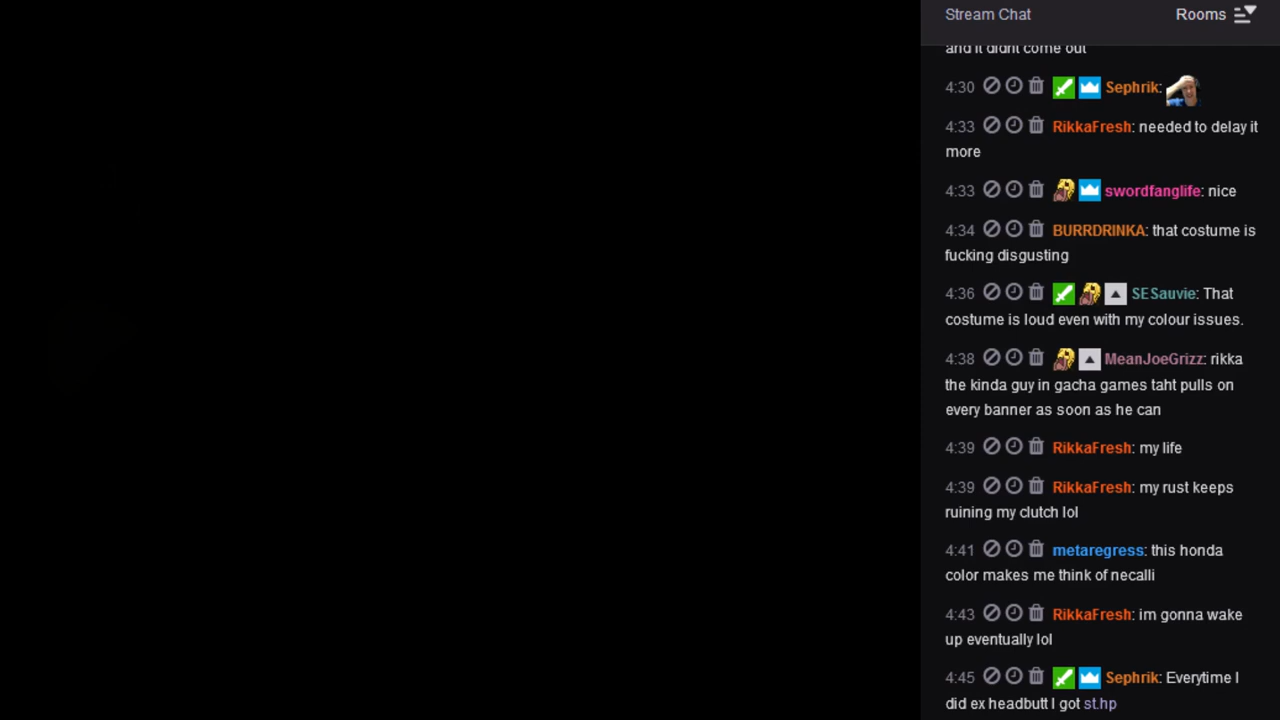 Stream Chat Rooms
and it didnt come out
4:30 Sephrik:
4:33 RikkaFresh: needed to delay it
more
4:33 swordfanglife: nice
4:34 BURRDRINKA: that costume is
fucking disgusting
4:36 SESauvie: That
costume is loud even with my colour issues.
4:38 MeanJoeGrizz: rikka
the kinda guy in gacha games taht pulls on
every banner as soon as he can
4:39 RikkaFresh: my life
4:39 RikkaFresh: my rust keeps
ruining my clutch lol
4:41 metaregress: this honda
color makes me think of necalli
4:43 RikkaFresh: im gonna wake
up eventually lol
4:45 Sephrik: Everytime I
did ex headbutt I got st.hp